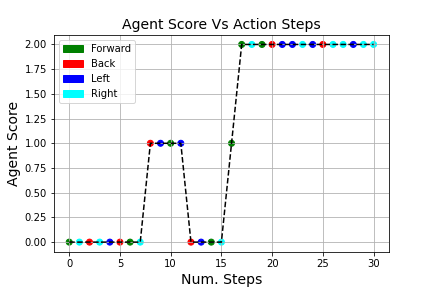 Agent Score Vs Action Steps
Agent Score
2.00
1.75
1.50
1.25
1.00
0.75
0.50
0.25
0.00
Forward
Back
Left
Right
0 5 10 15 20 25 30
Num. Steps